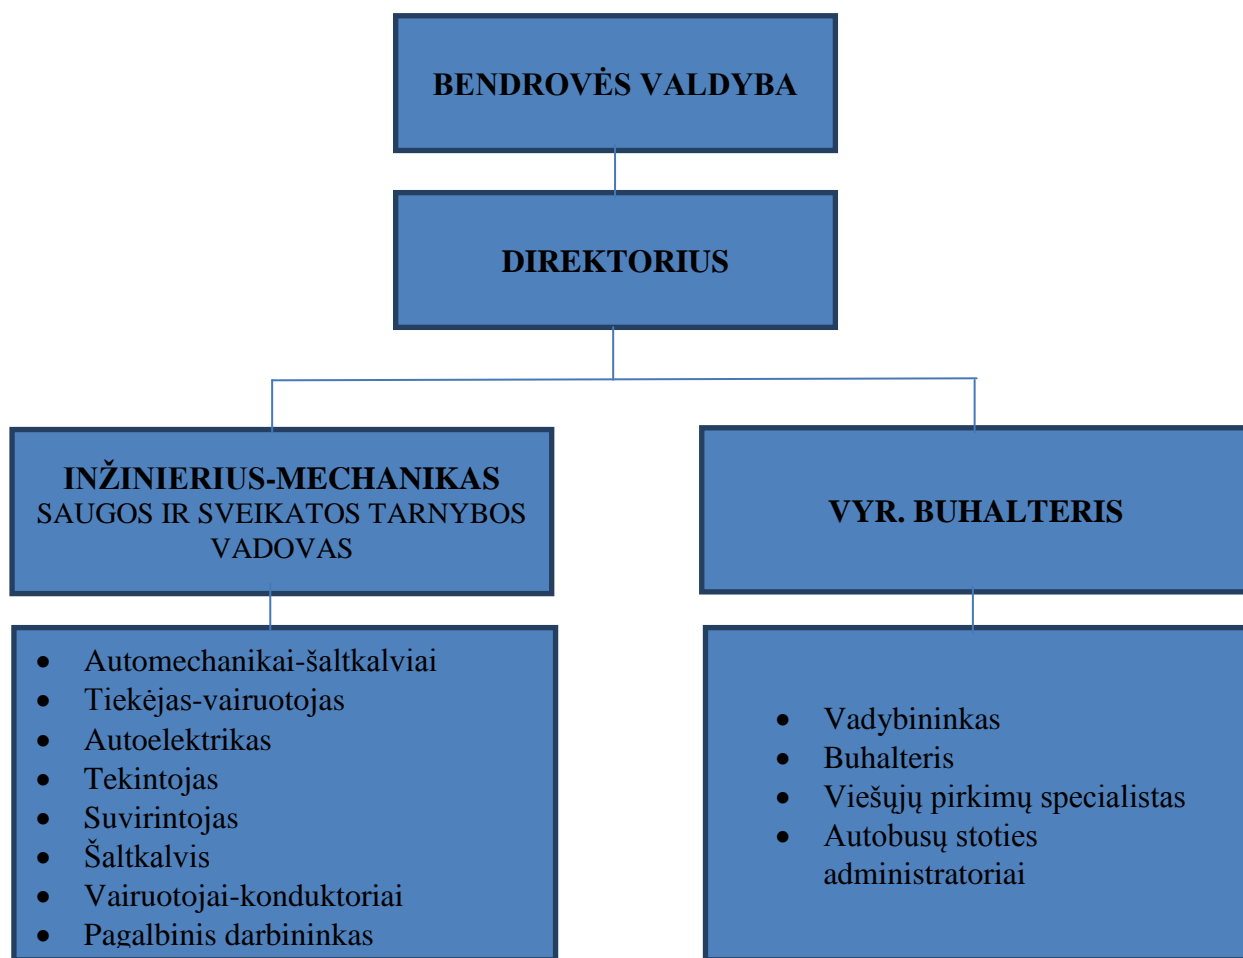 BENDROVĖS VALDYBA
DIREKTORIUS
INŽINIERIUS-MECHANIKAS
SAUGOS IR SVEIKATOS TARNYBOS
VADOVAS
VYR. BUHALTERIS
• Automechanikai-šaltkalviai
• Tiekėjas-vairuotojas
• Autoelektrikas
• Tekintojas
• Suvirintojas
• Šaltkalvis
• Vairuotojai-konduktoriai
• Pagalbinis darbininkas
• Vadybininkas
• Buhalteris
• Viešųjų pirkimų specialistas
• Autobusų stoties
administratoriai